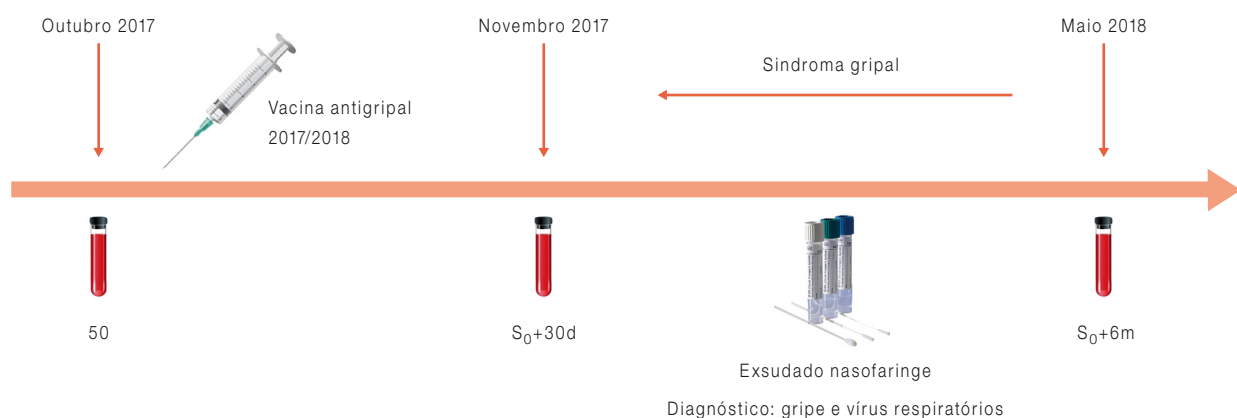 Outubro 2017
Novembro 2017
Maio 2018
Sindroma gripal
Vacina antigripal
2017/2018
50
S₀+30d
S₀+6m
Exsudado nasofaringe
Diagnóstico: gripe e vírus respiratórios